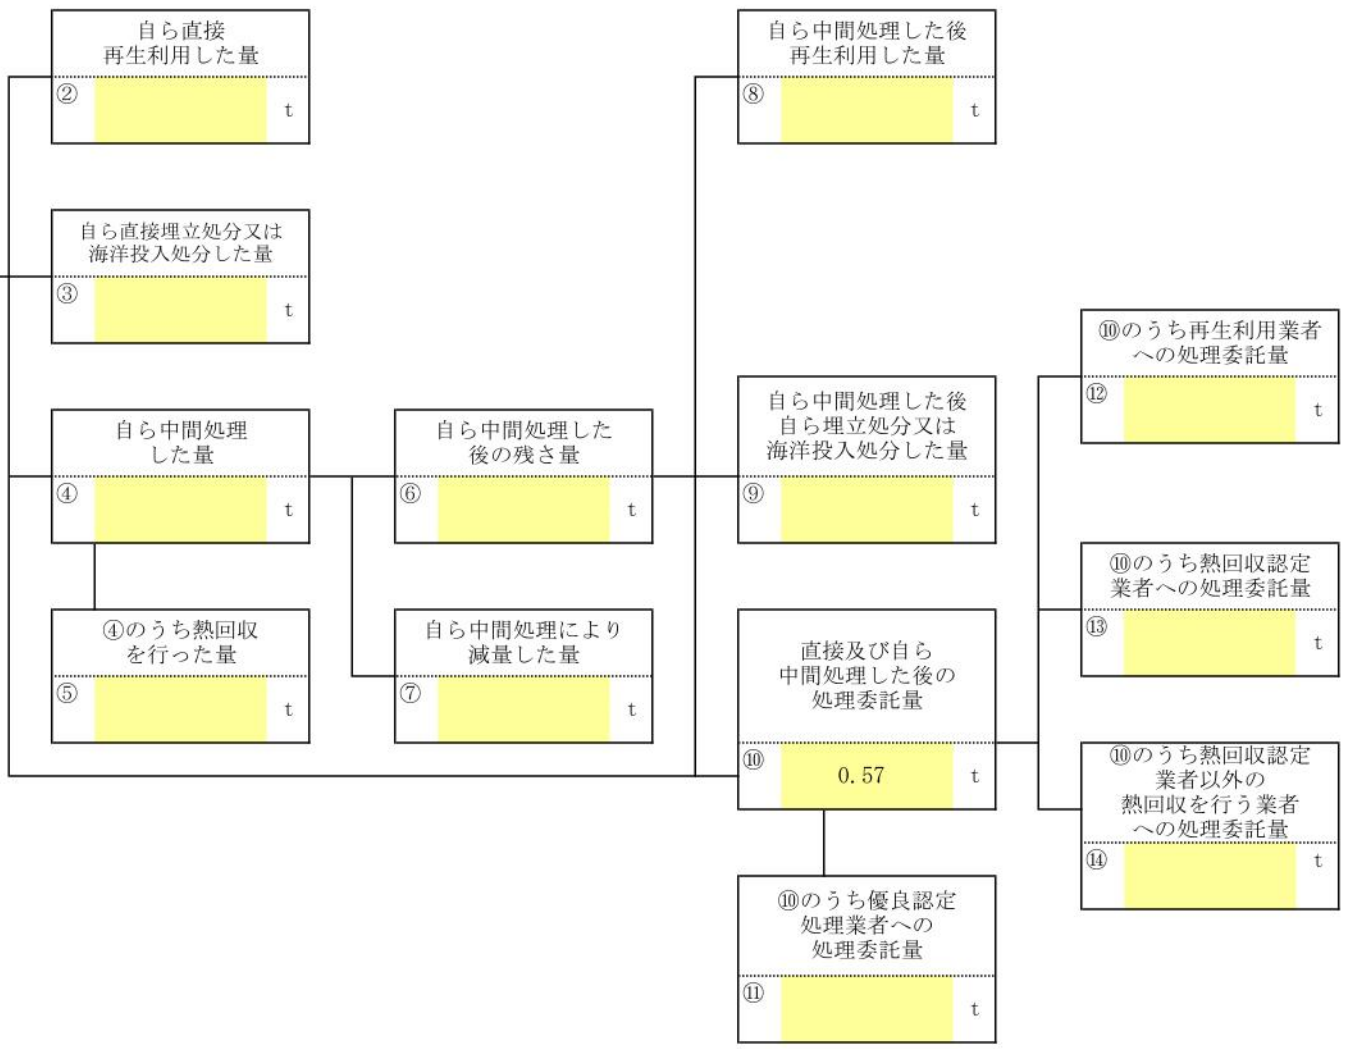 自ら直接
再生利用した量
②
t
自ら中間処理した後
再生利用した量
⑧
t
自ら直接埋立処分又は
海洋投入処分した量
③
t
⑩のうち再生利用業者
への処理委託量
⑫
t
自ら中間処理
した量
④
t
自ら中間処理した
後の残さ量
⑥
t
自ら中間処理した後
自ら埋立処分又は
海洋投入処分した量
⑨
t
⑩のうち熱回収認定
業者への処理委託量
⑬
t
④のうち熱回収
を行った量
⑤
t
自ら中間処理により
減量した量
⑦
t
直接及び自ら
中間処理した後の
処理委託量
⑩
0.57
t
⑩のうち熱回収認定
業者以外の
熱回収を行う業者
への処理委託量
⑭
t
⑩のうち優良認定
処理業者への
処理委託量
⑪
t